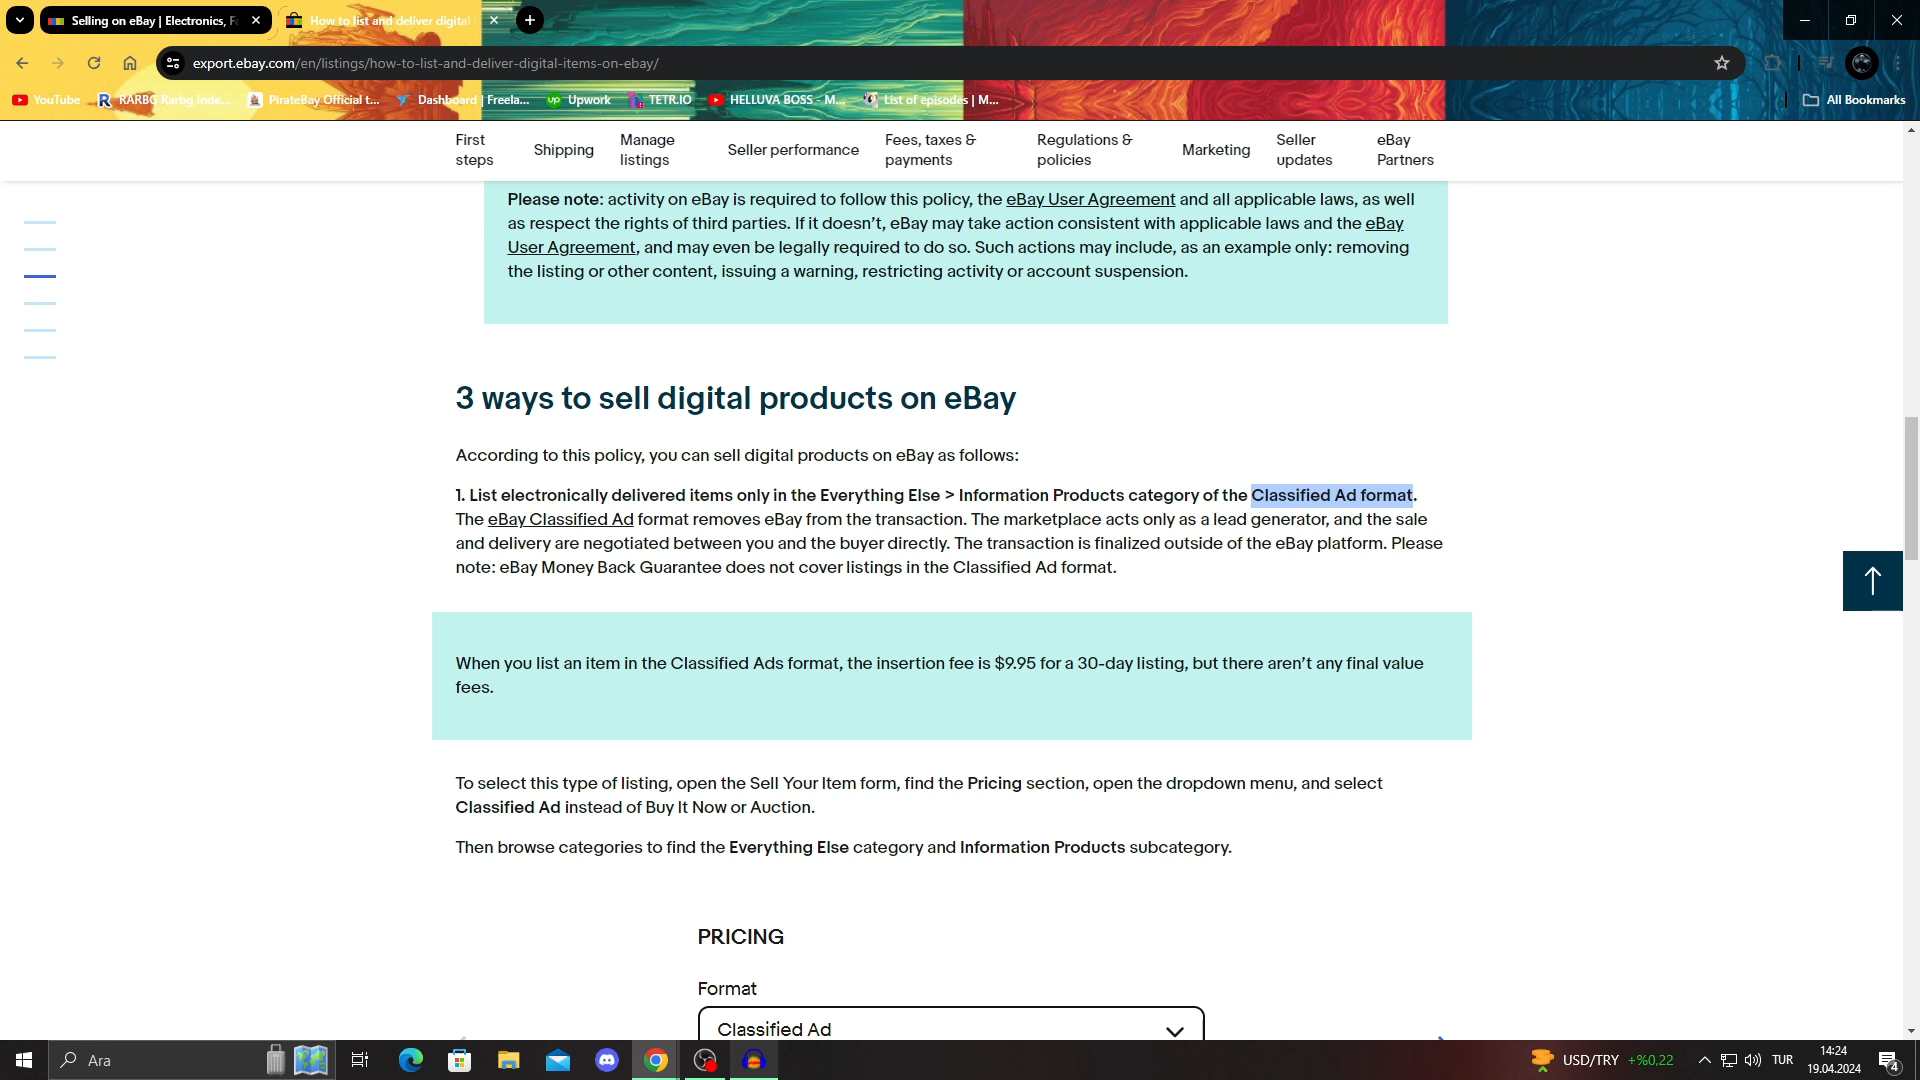 Selling on eBay | Electronics, F
How to list and deliver digital
export.ebay.com/en/listings/how-to-list-and-deliver-digital-items-on-ebay/
YouTube
RARBG Rarbg Inde...
PirateBay Official t...
Dashboard | Freela...
Upwork
TETR.IO
HELLUVA BOSS - M...
List of episodes | M...
All Bookmarks
First steps
Shipping
Manage listings
Seller performance
Fees, taxes & payments
Regulations & policies
Marketing
Seller updates
eBay Partners
Please note: activity on eBay is required to follow this policy, the eBay User Agreement and all applicable laws, as well
as respect the rights of third parties. If it doesn’t, eBay may take action consistent with applicable laws and the eBay
User Agreement, and may even be legally required to do so. Such actions may include, as an example only: removing
the listing or other content, issuing a warning, restricting activity or account suspension.
3 ways to sell digital products on eBay
According to this policy, you can sell digital products on eBay as follows:
1. List electronically delivered items only in the Everything Else > Information Products category of the Classified Ad format.
The eBay Classified Ad format removes eBay from the transaction. The marketplace acts only as a lead generator, and the sale
and delivery are negotiated between you and the buyer directly. The transaction is finalized outside of the eBay platform. Please
note: eBay Money Back Guarantee does not cover listings in the Classified Ad format.
When you list an item in the Classified Ads format, the insertion fee is $9.95 for a 30-day listing, but there aren’t any final value
fees.
To select this type of listing, open the Sell Your Item form, find the Pricing section, open the dropdown menu, and select
Classified Ad instead of Buy It Now or Auction.
Then browse categories to find the Everything Else category and Information Products subcategory.
PRICING
Format
Classified Ad
Ara
USD/TRY +%0,22
TUR
14:24
19.04.2024
4